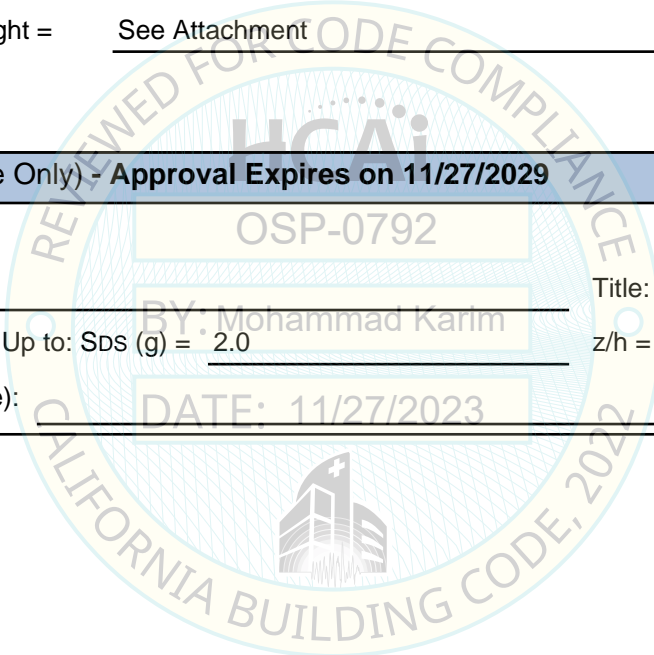 ght = See Attachment
REVIEWED FOR CODE COMPLIANCE
HCAi
e Only) - Approval Expires on 11/27/2029
OSP-0792
Title:
BY: Mohammad Karim
Up to: SDS (g) = 2.0 z/h =
e):
DATE: 11/27/2023
CALIFORNIA BUILDING CODE, 2022